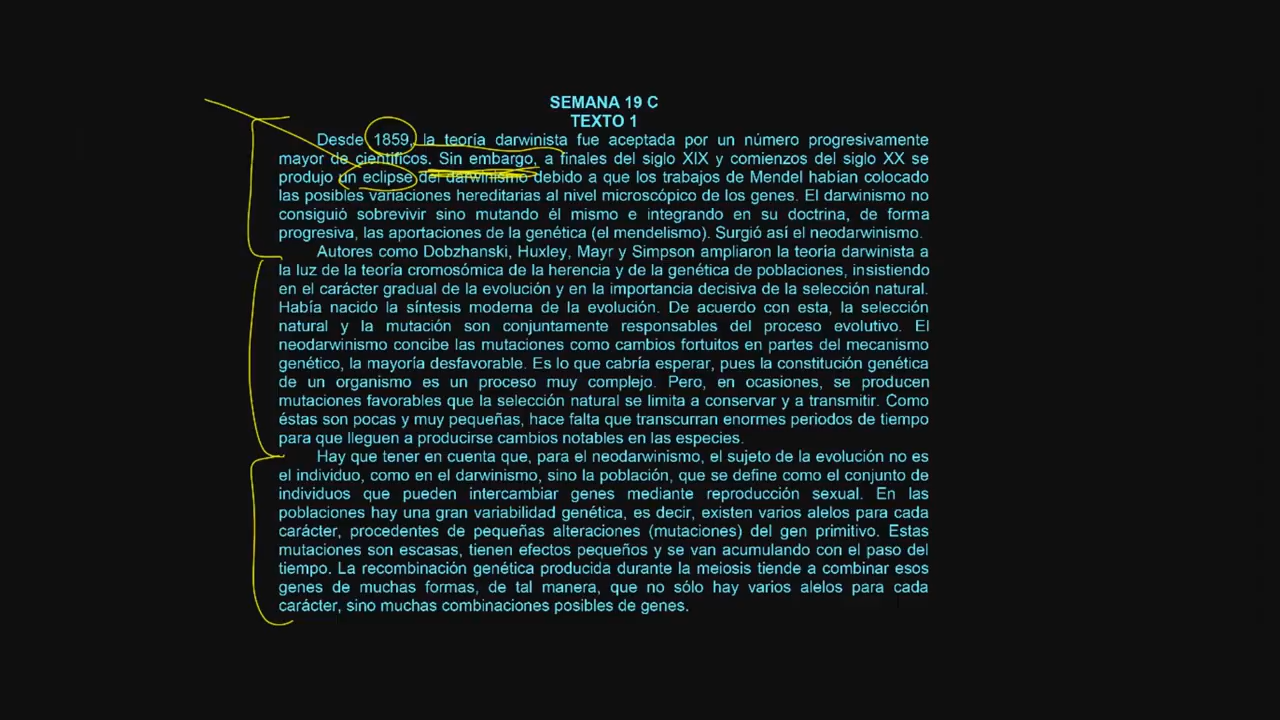 SEMANA 19 C
TEXTO 1
Desde 1859, la teoría darwinista fue aceptada por un número progresivamente
mayor de científicos. Sin embargo, a finales del siglo XIX y comienzos del siglo XX se
produjo un eclipse del darwinismo debido a que los trabajos de Mendel habían colocado
las posibles variaciones hereditarias al nivel microscópico de los genes. El darwinismo no
consiguió sobrevivir sino mutando él mismo e integrando en su doctrina, de forma
progresiva, las aportaciones de la genética (el mendelismo). Surgió así el neodarwinismo.
Autores como Dobzhanski, Huxley, Mayr y Simpson ampliaron la teoría darwinista a
la luz de la teoría cromosómica de la herencia y de la genética de poblaciones, insistiendo
en el carácter gradual de la evolución y en la importancia decisiva de la selección natural.
Había nacido la síntesis moderna de la evolución. De acuerdo con esta, la selección
natural y la mutación son conjuntamente responsables del proceso evolutivo. El
neodarwinismo concibe las mutaciones como cambios fortuitos en partes del mecanismo
genético, la mayoría desfavorable. Es lo que cabría esperar, pues la constitución genética
de un organismo es un proceso muy complejo. Pero, en ocasiones, se producen
mutaciones favorables que la selección natural se limita a conservar y a transmitir. Como
éstas son pocas y muy pequeñas, hace falta que transcurran enormes periodos de tiempo
para que lleguen a producirse cambios notables en las especies.
Hay que tener en cuenta que, para el neodarwinismo, el sujeto de la evolución no es
el individuo, como en el darwinismo, sino la población, que se define como el conjunto de
individuos que pueden intercambiar genes mediante reproducción sexual. En las
poblaciones hay una gran variabilidad genética, es decir, existen varios alelos para cada
carácter, procedentes de pequeñas alteraciones (mutaciones) del gen primitivo. Estas
mutaciones son escasas, tienen efectos pequeños y se van acumulando con el paso del
tiempo. La recombinación genética producida durante la meiosis tiende a combinar esos
genes de muchas formas, de tal manera, que no sólo hay varios alelos para cada
carácter, sino muchas combinaciones posibles de genes.